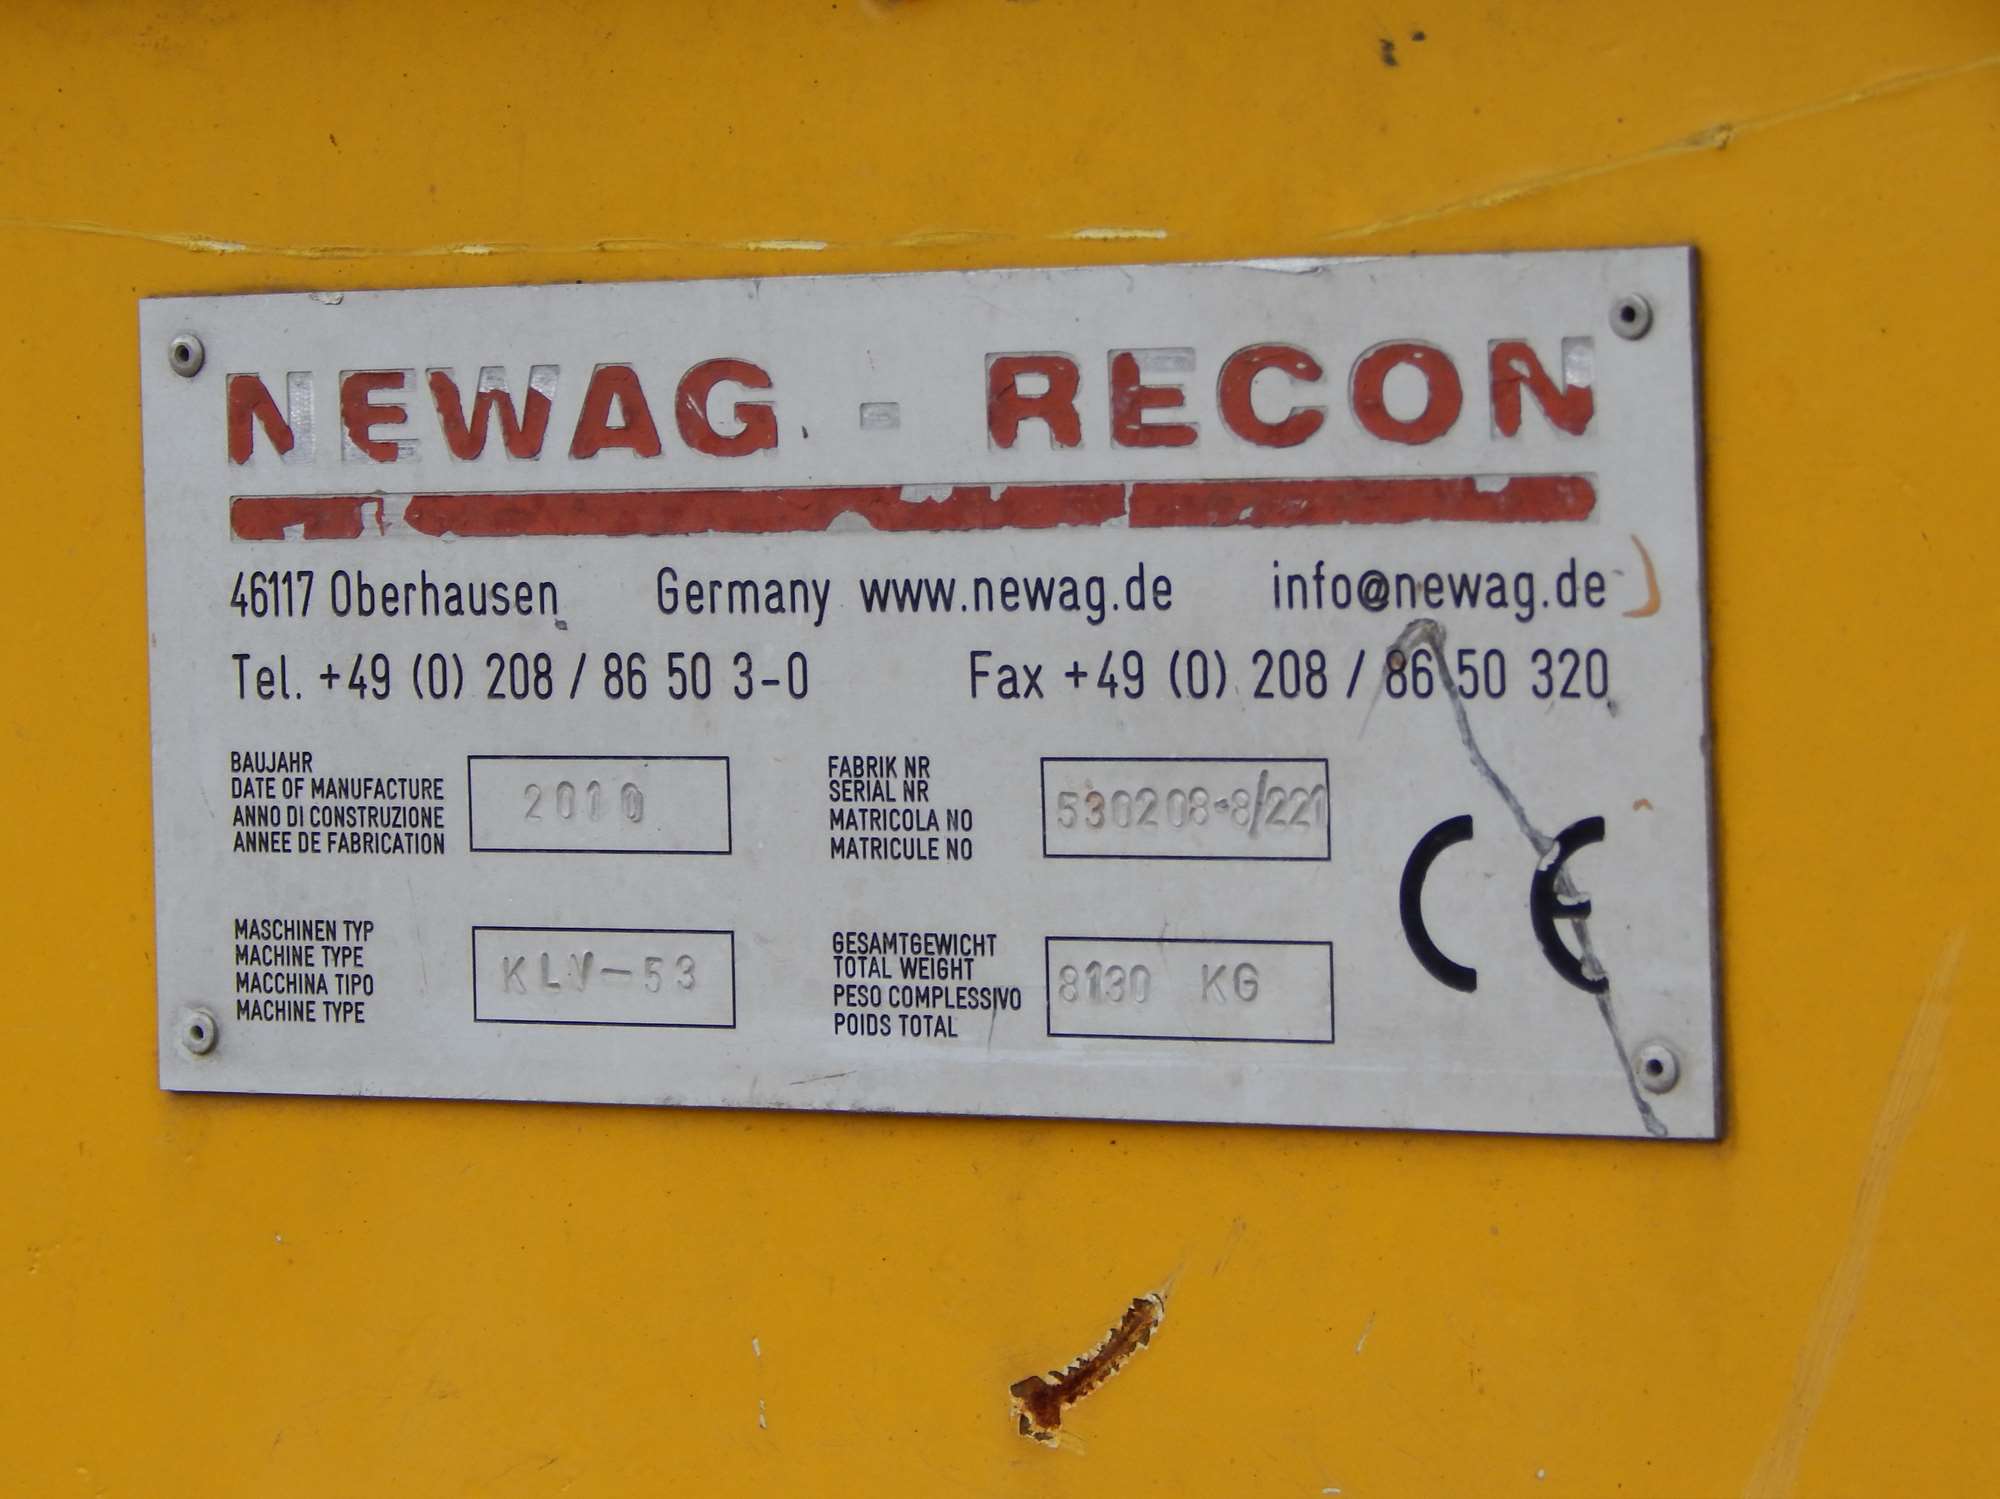 NEWAG - RECON
46117 Oberhausen Germany www.newag.de info@newag.de
Tel. +49 (0) 208 / 86 50 3-0 Fax +49 (0) 208 / 86 50 320
BAUJAHR
DATE OF MANUFACTURE
ANNO DI CONSTRUZIONE
ANNEE DE FABRICATION
2010
FABRIK NR
SERIAL NR
MATRICOLA NO
MATRICULE NO
530208-8/221
MASCHINEN TYP
MACHINE TYPE
MACCHINA TIPO
MACHINE TYPE
KLV-53
GESAMTGEWICHT
TOTAL WEIGHT
PESO COMPLESSIVO
POIDS TOTAL
8130 KG
CE